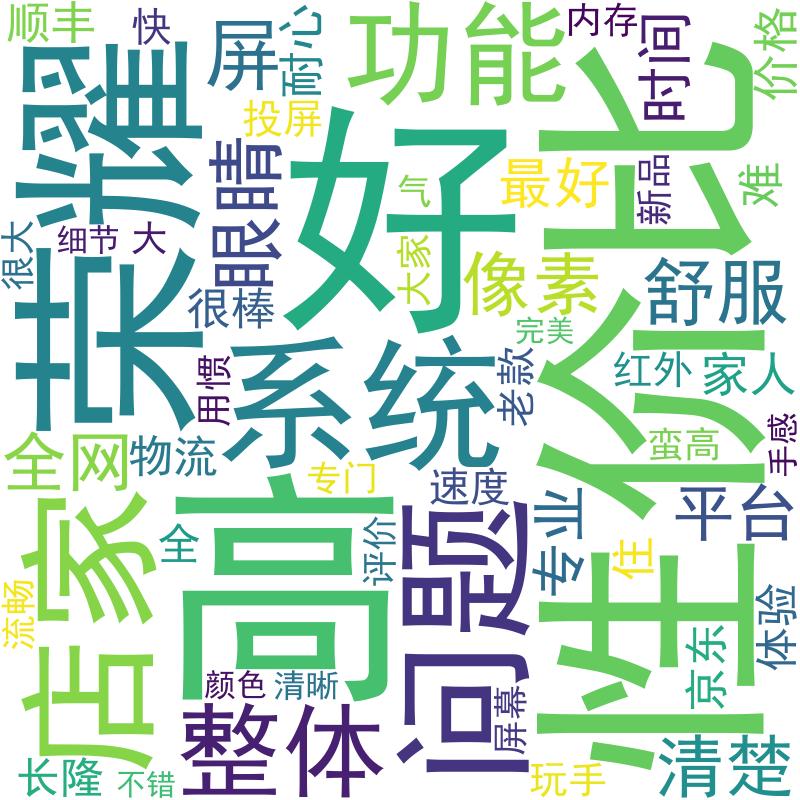 顺丰
快
屏
耐心
功能
内存
时间
价格
荣耀
投屏
好
性价比
眼睛
气
最好
新品
难
很大
细节
大
大家
像素
舒服
很棒
完美
用惯
系统
老款
红外
家人
全网
物流
蛮高
手感
专门
速度
高
店家
全
评价
问题
专业
平台
住
流畅
体验
颜色
清晰
京东
屏幕
整体
清楚
长隆
不错
玩手